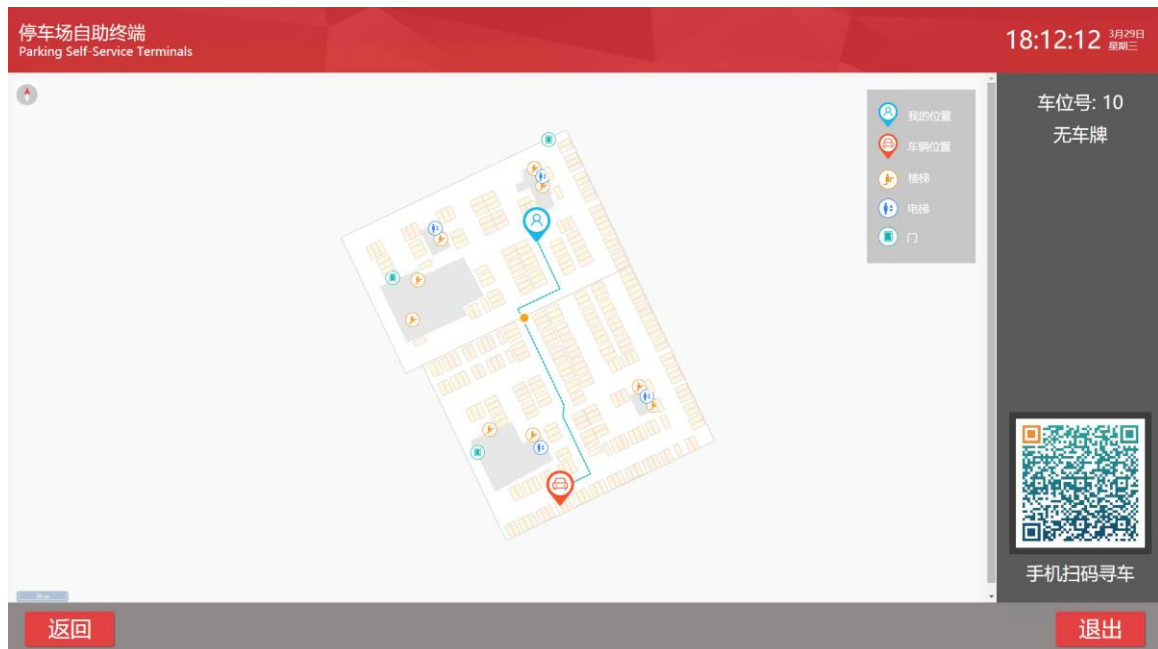 停车场自助终端
Parking Self-Service Terminals
18:12:12 3月29日
星期三
我的位置
车辆位置
楼梯
电梯
门
车位号: 10
无车牌
手机扫码寻车
返回
退出